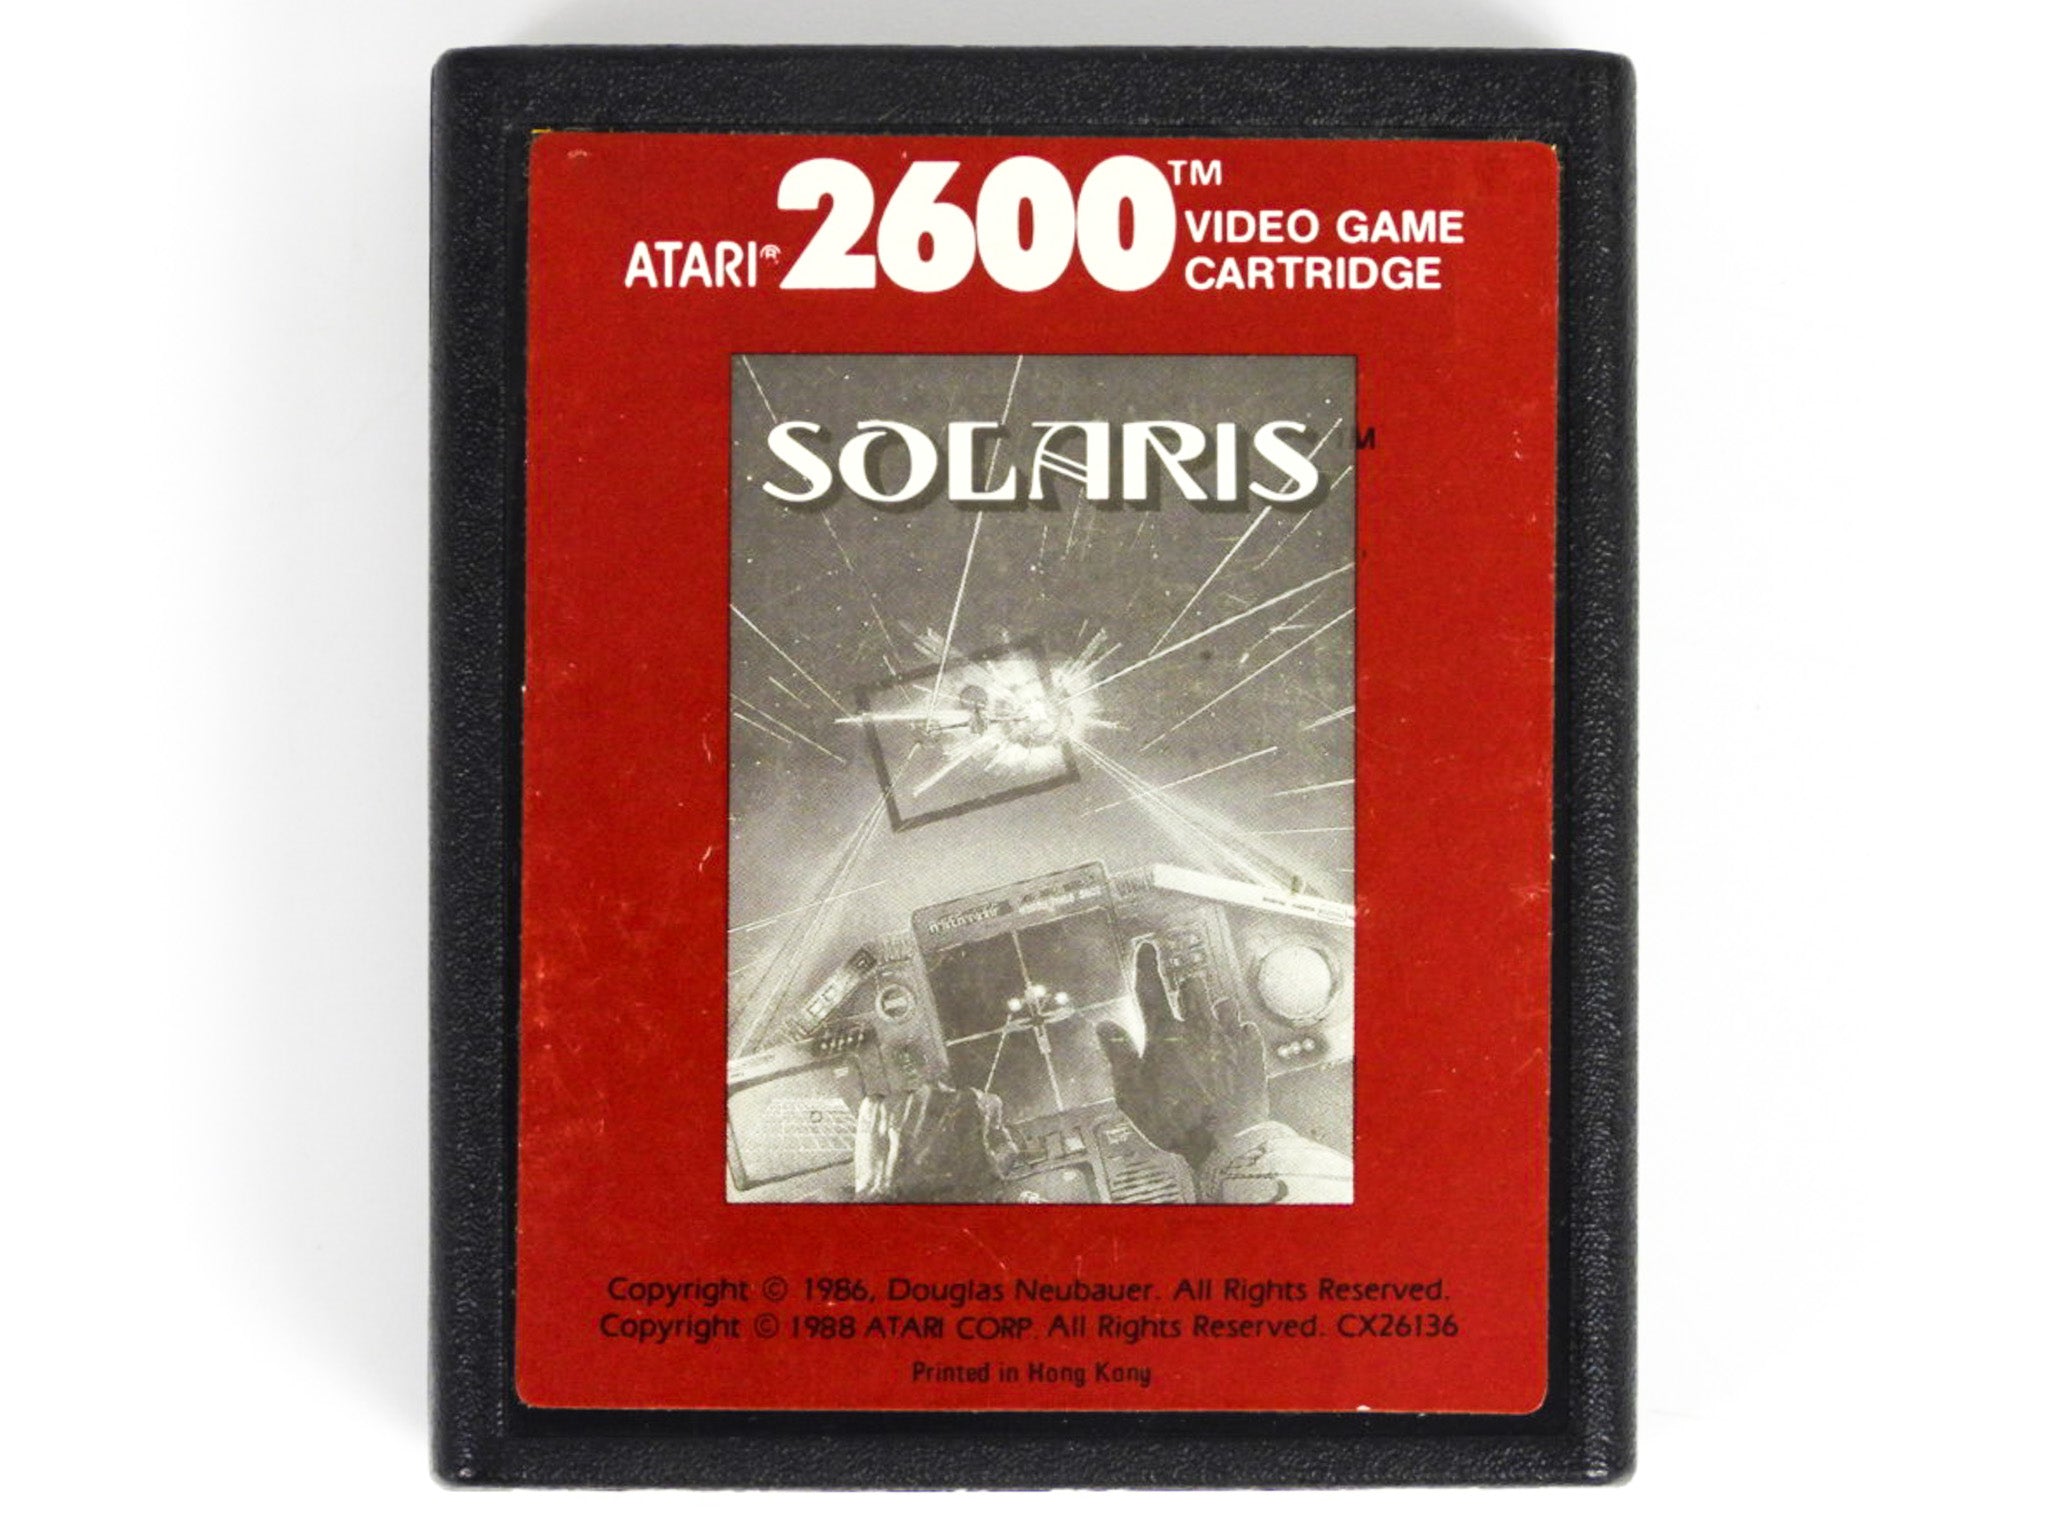 ATARI® 2600™ VIDEO GAME
CARTRIDGE
SOLARIS™
Copyright © 1986, Douglas Neubauer. All Rights Reserved.
Copyright © 1988 ATARI CORP. All Rights Reserved. CX26136
Printed in Hong Kong